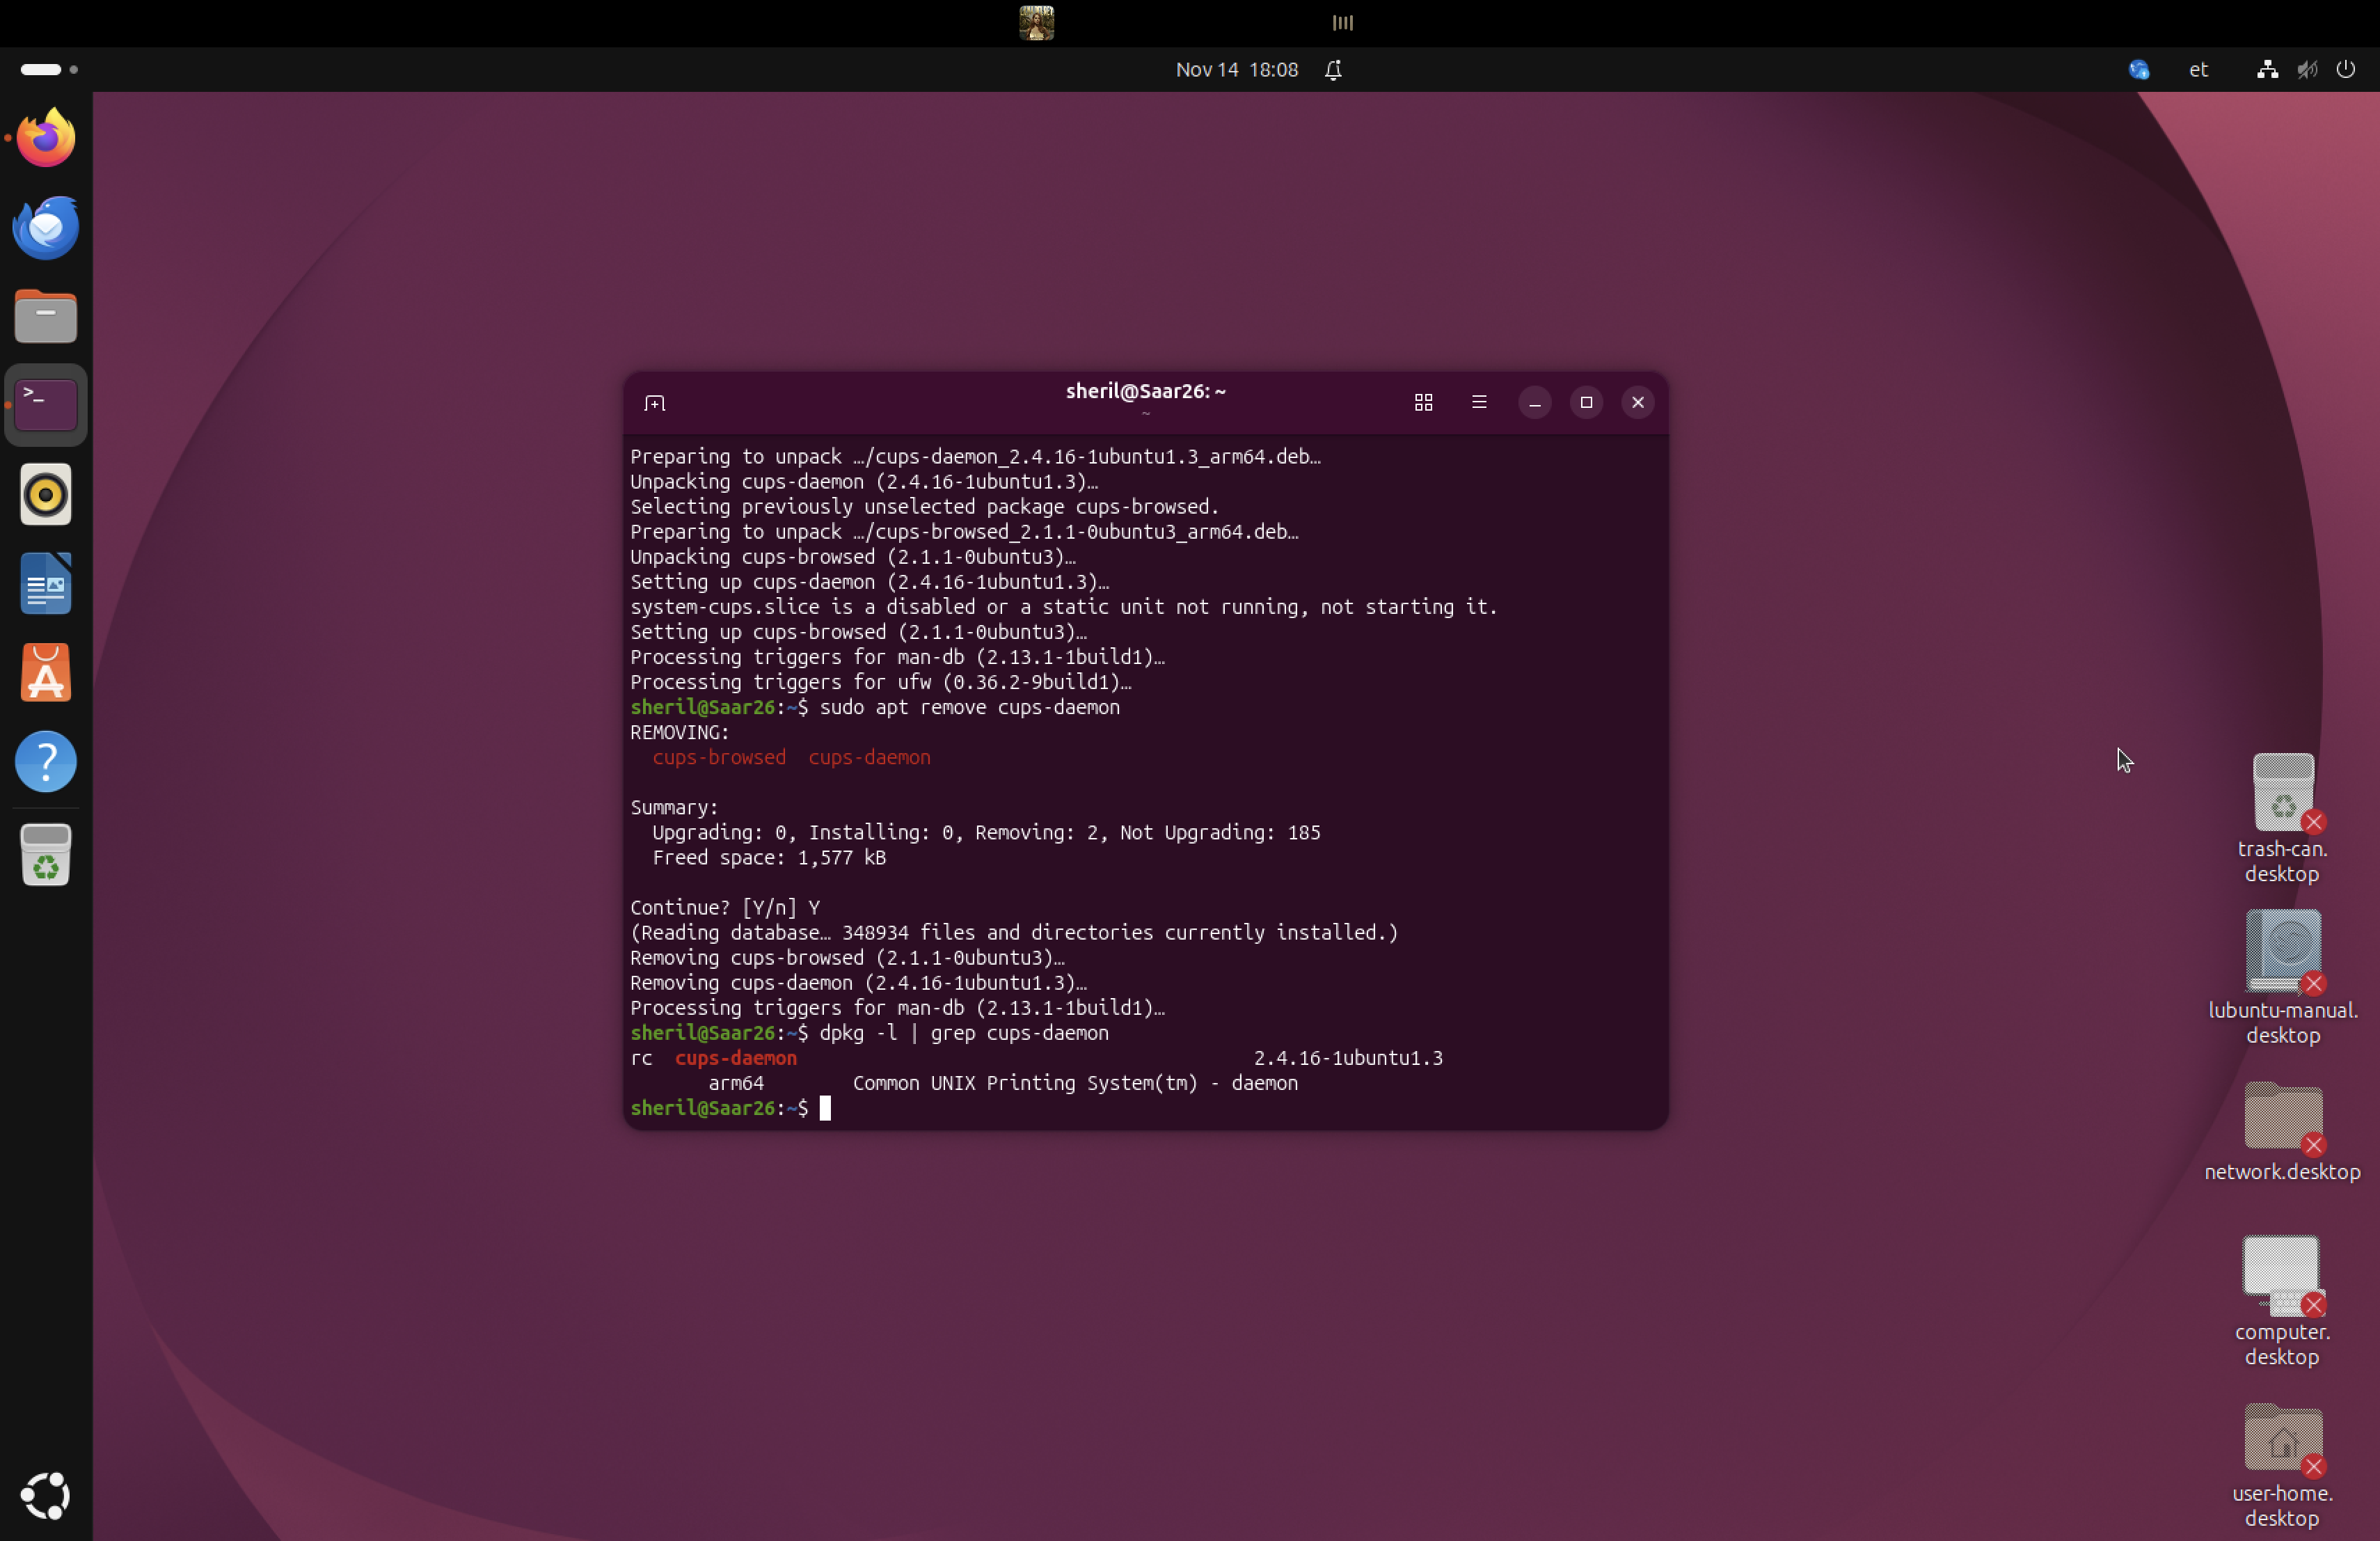 Nov 14 18:08
et
sheril@Saar26: ~
~
Preparing to unpack …/cups-daemon_2.4.16-1ubuntu1.3_arm64.deb…
Unpacking cups-daemon (2.4.16-1ubuntu1.3)…
Selecting previously unselected package cups-browsed.
Preparing to unpack …/cups-browsed_2.1.1-0ubuntu3_arm64.deb…
Unpacking cups-browsed (2.1.1-0ubuntu3)…
Setting up cups-daemon (2.4.16-1ubuntu1.3)…
system-cups.slice is a disabled or a static unit not running, not starting it.
Setting up cups-browsed (2.1.1-0ubuntu3)…
Processing triggers for man-db (2.13.1-1build1)…
Processing triggers for ufw (0.36.2-9build1)…
sheril@Saar26:~$ sudo apt remove cups-daemon
REMOVING:
cups-browsed  cups-daemon
Summary:
Upgrading: 0, Installing: 0, Removing: 2, Not Upgrading: 185
Freed space: 1,577 kB
Continue? [Y/n] Y
(Reading database… 348934 files and directories currently installed.)
Removing cups-browsed (2.1.1-0ubuntu3)…
Removing cups-daemon (2.4.16-1ubuntu1.3)…
Processing triggers for man-db (2.13.1-1build1)…
sheril@Saar26:~$ dpkg -l | grep cups-daemon
rc  cups-daemon 2.4.16-1ubuntu1.3
arm64 Common UNIX Printing System(tm) - daemon
sheril@Saar26:~$
trash-can.
desktop
lubuntu-manual.
desktop
network.desktop
computer.
desktop
user-home.
desktop